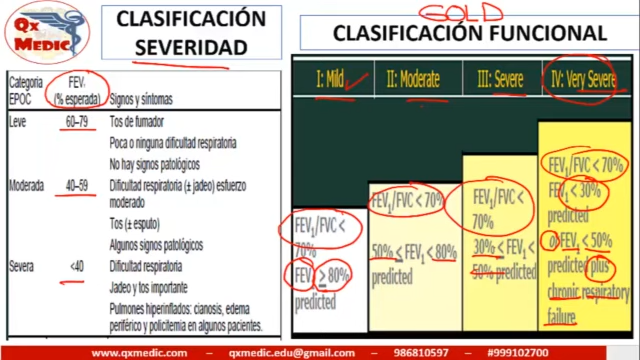 Qx
MEDIC
CLASIFICACIÓN
SEVERIDAD
Categoria
EPOC
FEV₁
(% esperada)
Signos y síntomas
Leve
60–79
Tos de fumador
Poca o ninguna dificultad respiratoria
No hay signos patológicos
Moderada
40–59
Dificultad respiratoria (± jadeo) esfuerzo
moderado
Tos (± esputo)
Algunos signos patológicos
Severa
<40
Dificultad respiratoria
Jadeo y tos importante
Pulmones hiperinflados: cianosis, edema
periférico y policitemia en algunos pacientes.
GOLD
CLASIFICACIÓN FUNCIONAL
I: Mild
II: Moderate
III: Severe
IV: Very Severe
FEV₁/FVC <
70%
FEV₁ ≥ 80%
predicted
FEV₁/FVC < 70%
50% ≤ FEV₁ < 80%
predicted
FEV₁/FVC <
70%
30% ≤ FEV₁ <
50% predicted
FEV₁/FVC < 70%
FEV₁ < 30%
predicted
or FEV₁ < 50%
predicted plus
chronic respiratory
failure
www.qxmedic.com – qxmedic.edu@gmail.com – 986810597 – #999102700